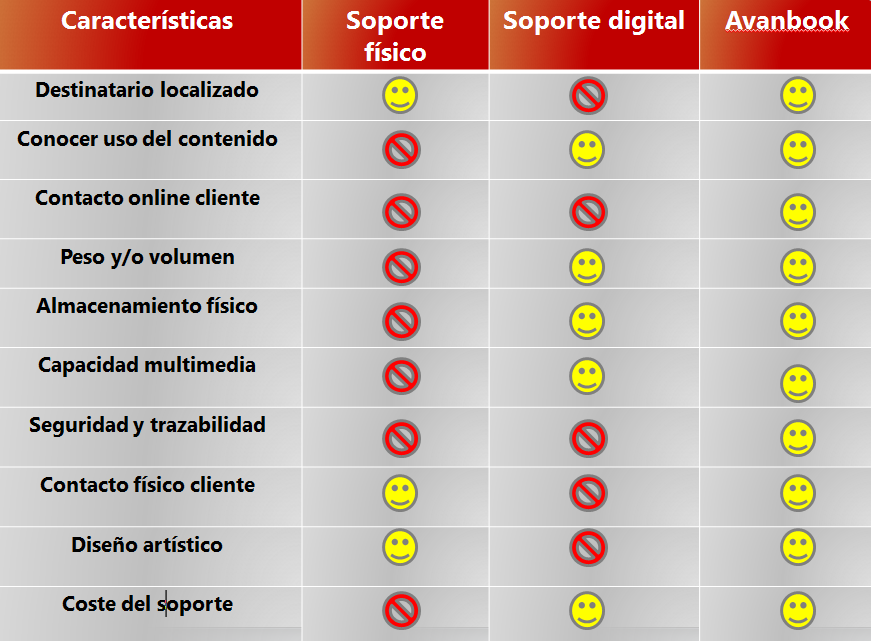 Características
Soporte
físico
Soporte digital
Avanbook
Destinatario localizado
Conocer uso del contenido
Contacto online cliente
Peso y/o volumen
Almacenamiento físico
Capacidad multimedia
Seguridad y trazabilidad
Contacto físico cliente
Diseño artístico
Coste del soporte